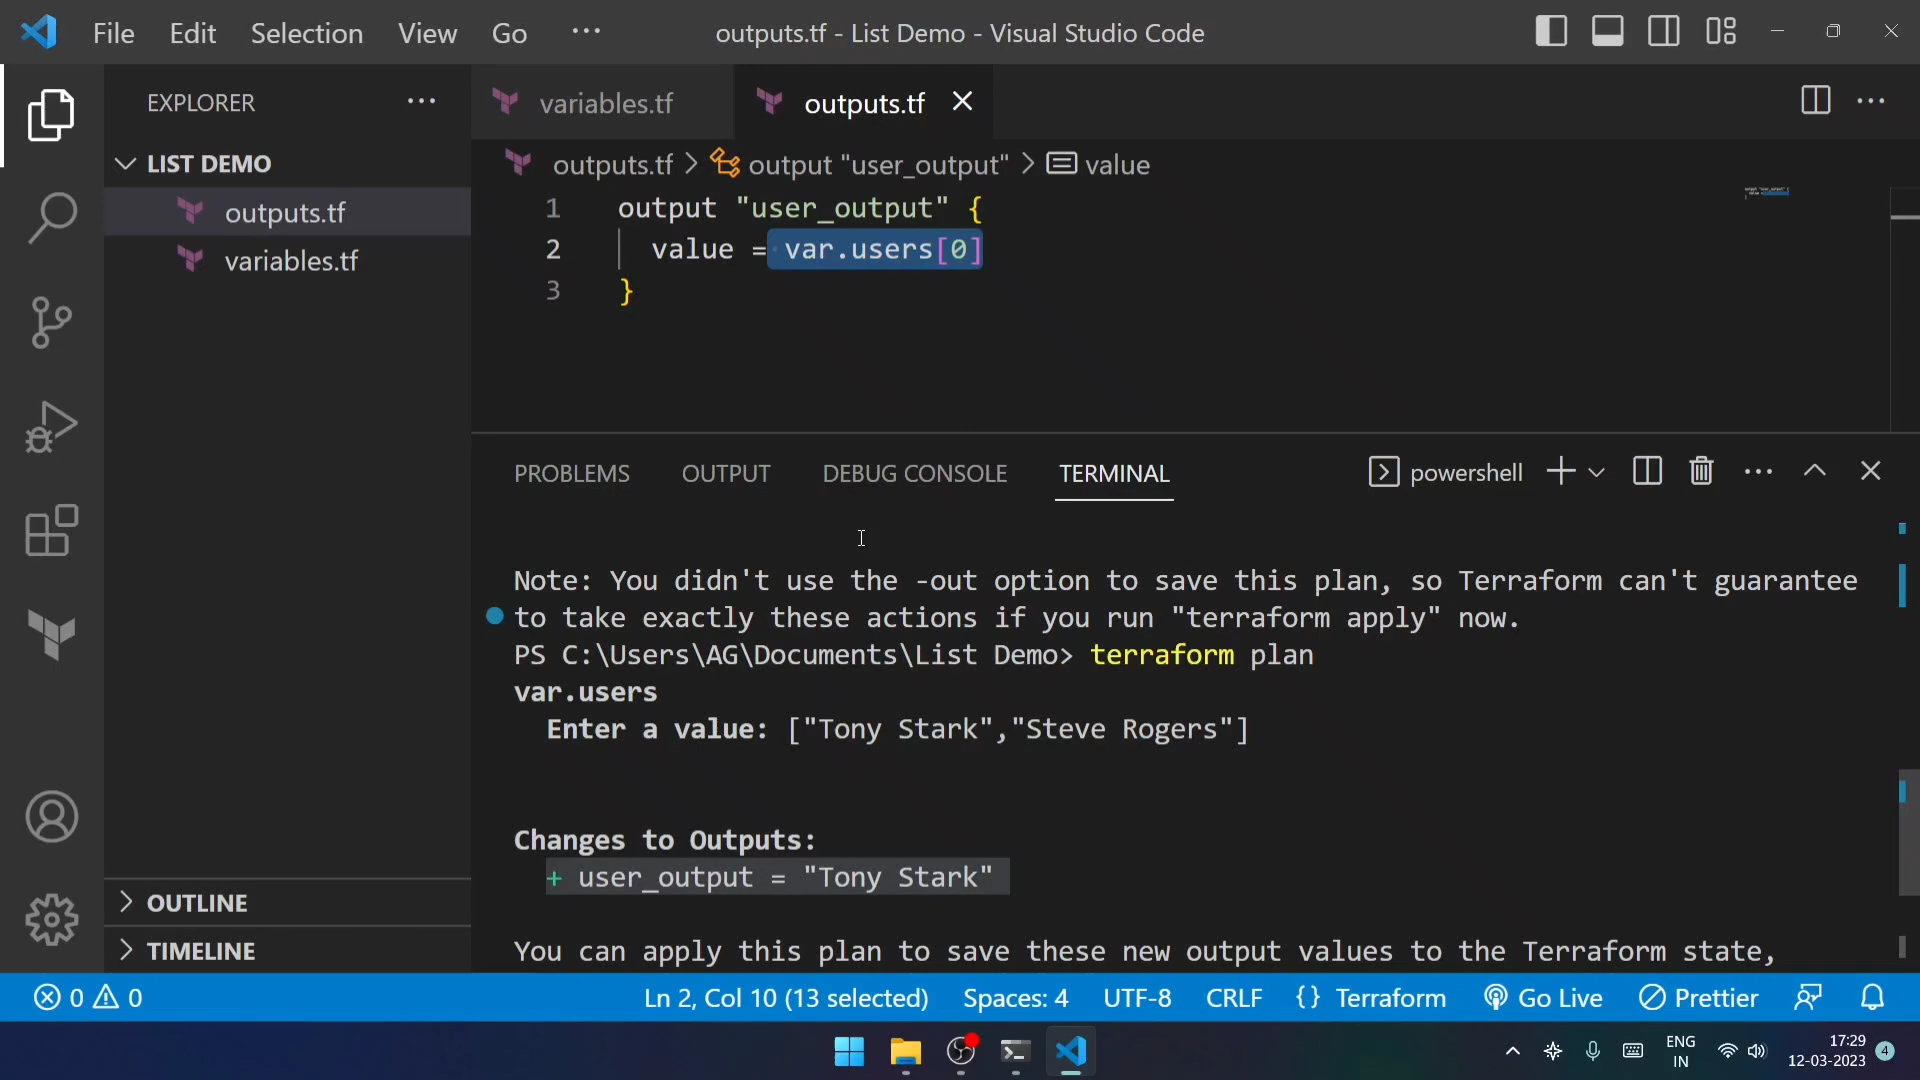 File Edit Selection View Go ··· outputs.tf - List Demo - Visual Studio Code
EXPLORER ···
LIST DEMO
outputs.tf
variables.tf
OUTLINE
TIMELINE
variables.tf outputs.tf
outputs.tf > output "user_output" > value
1 output "user_output" {
2 value = var.users[0]
3 }
PROBLEMS OUTPUT DEBUG CONSOLE TERMINAL powershell
Note: You didn't use the -out option to save this plan, so Terraform can't guarantee
to take exactly these actions if you run "terraform apply" now.
PS C:\Users\AG\Documents\List Demo> terraform plan
var.users
Enter a value: ["Tony Stark","Steve Rogers"]
Changes to Outputs:
+ user_output = "Tony Stark"
You can apply this plan to save these new output values to the Terraform state,
0 0 Ln 2, Col 10 (13 selected) Spaces: 4 UTF-8 CRLF {} Terraform Go Live Prettier
ENG
IN
17:29
12-03-2023
4